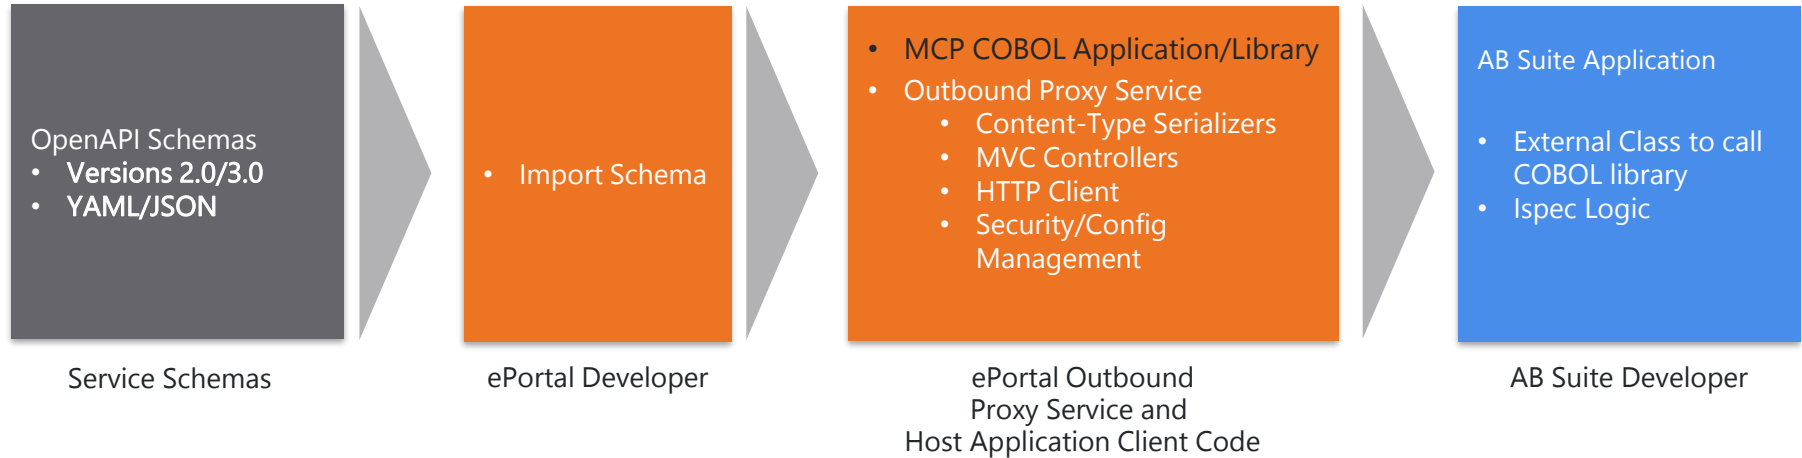 OpenAPI Schemas
• Versions 2.0/3.0
• YAML/JSON
Service Schemas
• Import Schema
ePortal Developer
• MCP COBOL Application/Library
• Outbound Proxy Service
• Content-Type Serializers
• MVC Controllers
• HTTP Client
• Security/Config
Management
ePortal Outbound
Proxy Service and
Host Application Client Code
AB Suite Application
• External Class to call
COBOL library
• Ispec Logic
AB Suite Developer